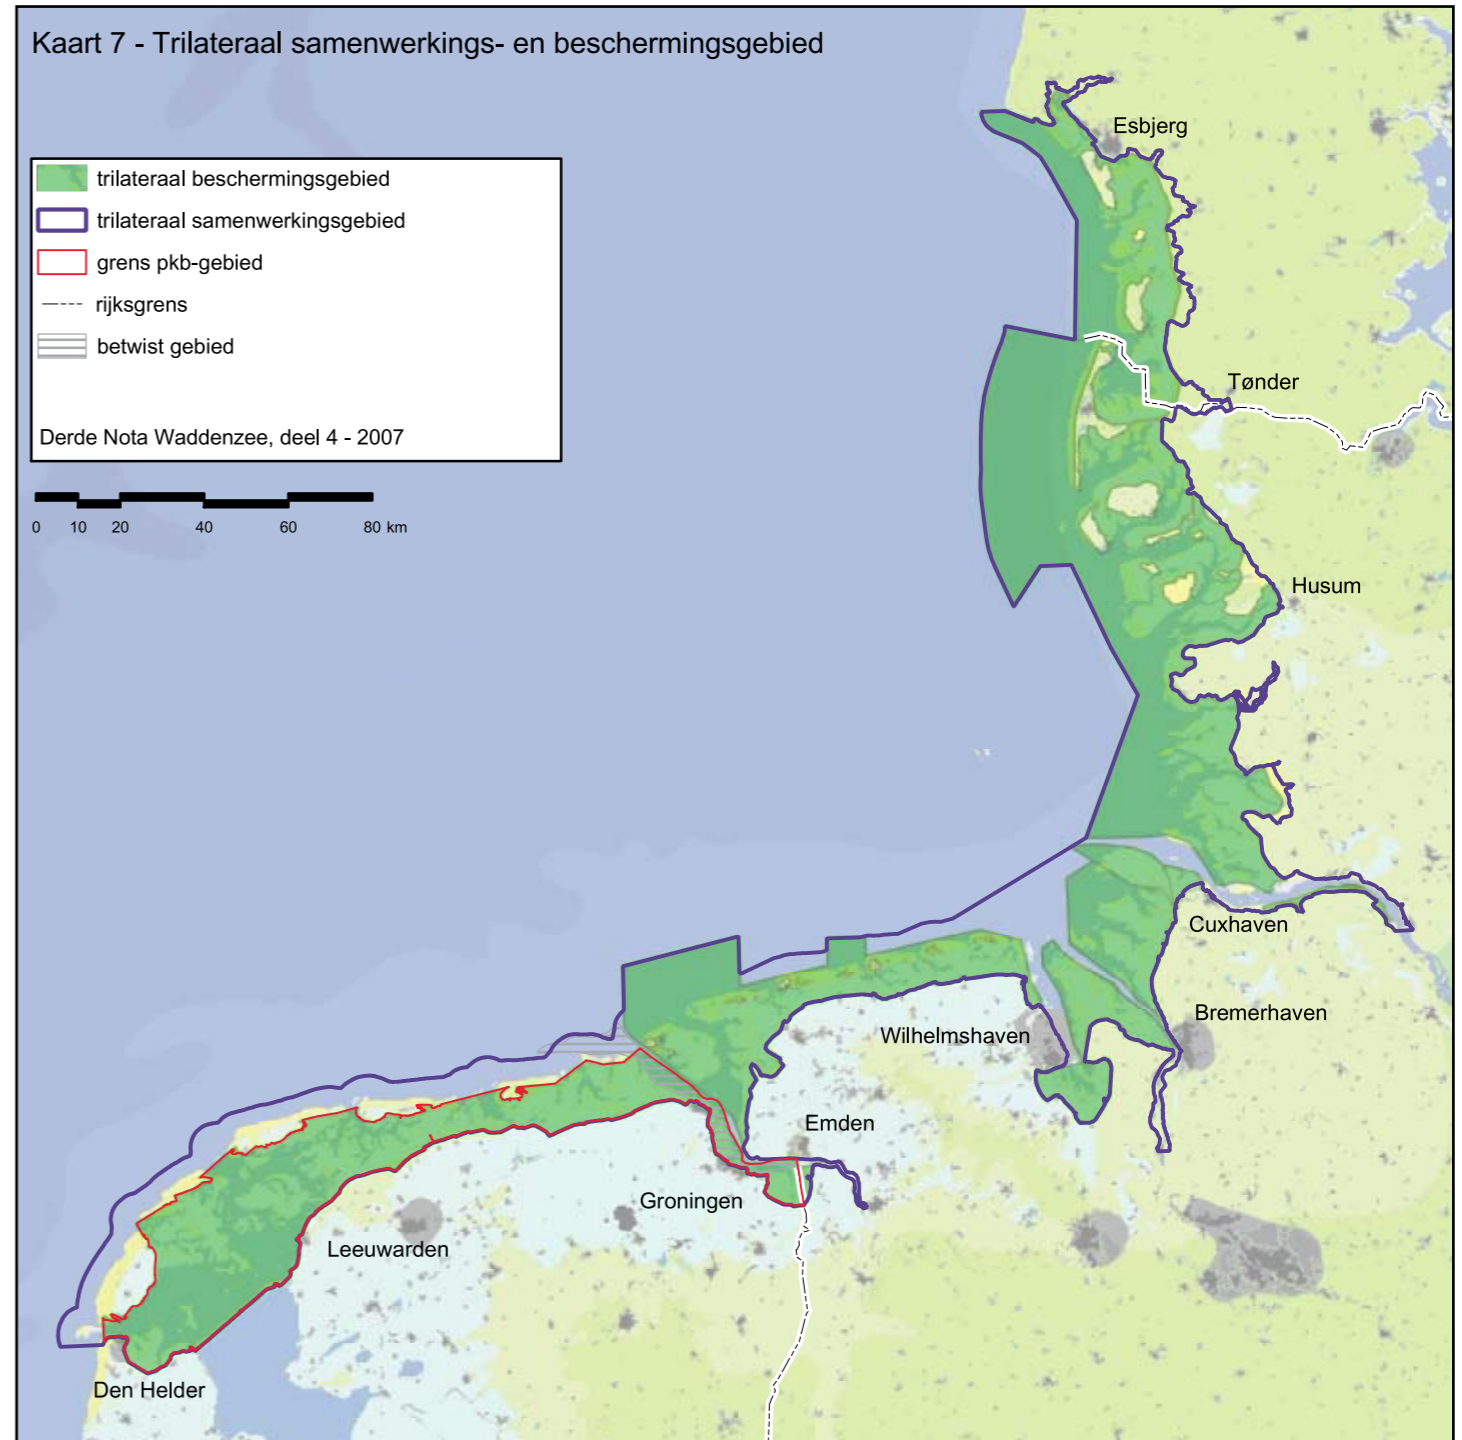 Kaart 7 - Trilateraal samenwerkings- en beschermingsgebied
trilateraal beschermingsgebied
trilateraal samenwerkingsgebied
grens pkb-gebied
rijksgrens
betwist gebied
Derde Nota Waddenzee, deel 4 - 2007
0 10 20 40 60 80 km
Esbjerg
Tønder
Husum
Cuxhaven
Bremerhaven
Wilhelmshaven
Emden
Groningen
Leeuwarden
Den Helder